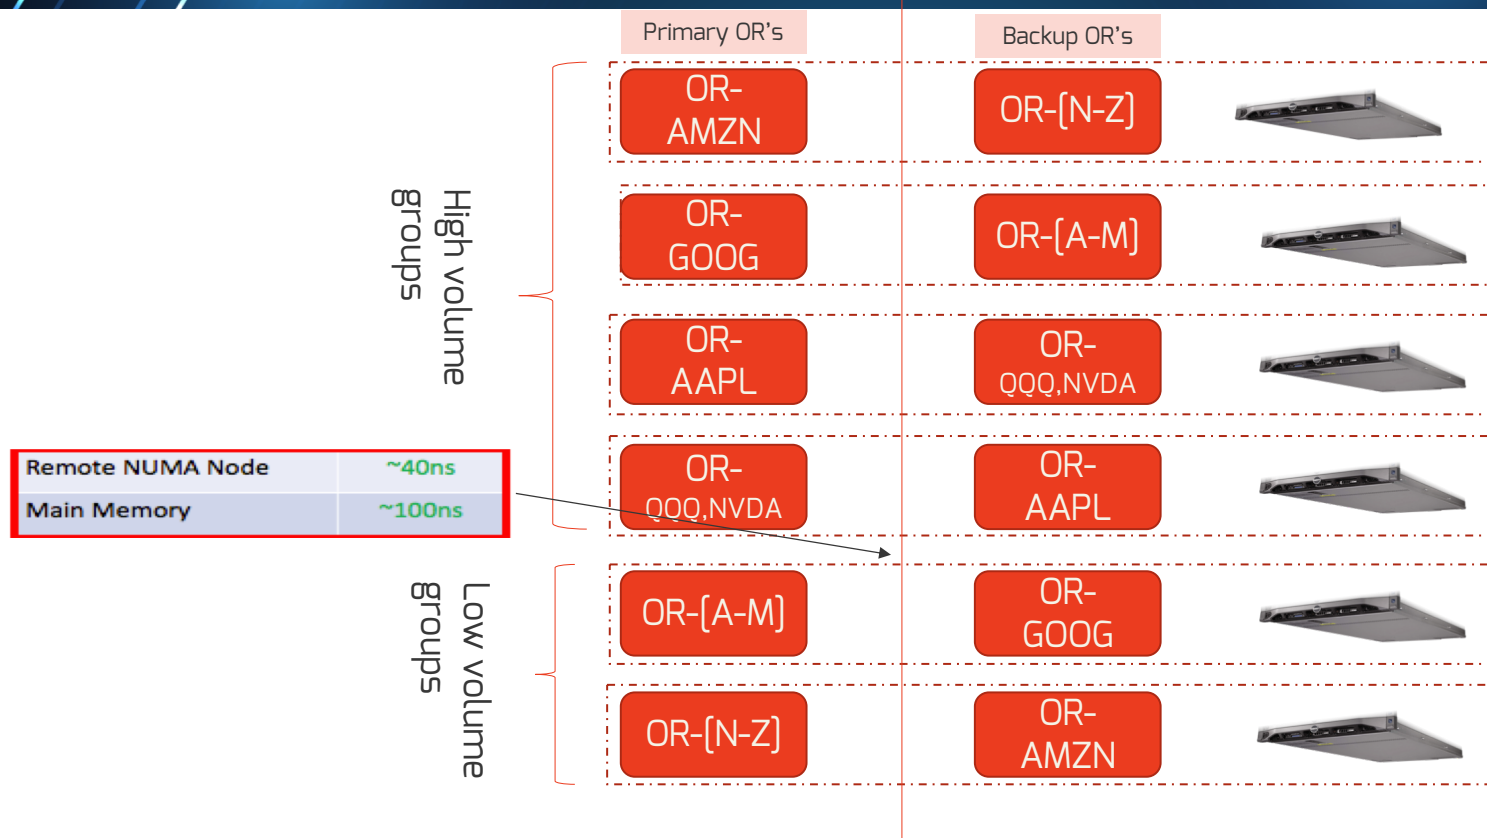 Primary OR's
Backup OR's
OR-
AMZN
OR-[N-Z]
High volume
groups
OR-
GOOG
OR-[A-M]
OR-
AAPL
OR-
QQQ,NVDA
Remote NUMA Node ~40ns
Main Memory ~100ns
OR-
QQQ,NVDA
OR-
AAPL
Low volume
groups
OR-[A-M]
OR-
GOOG
OR-[N-Z]
OR-
AMZN